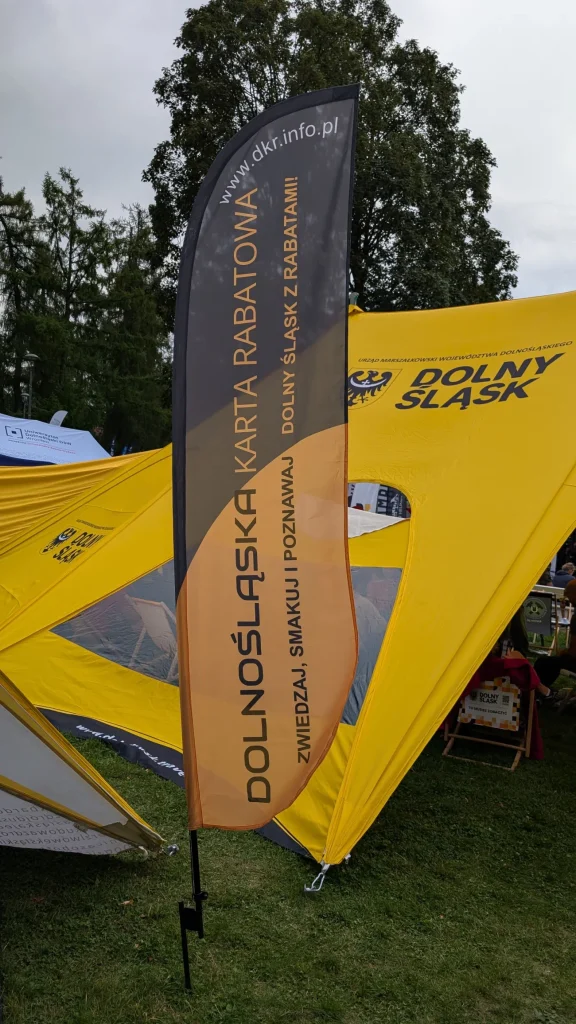 www.dkr.info.pl
DOLNOŚLĄSKA KARTA RABATOWA
ZWIEDZAJ, SMAKUJ I POZNAWAJ DOLNY ŚLĄSK Z RABATAMI!
URZĄD MARSZAŁKOWSKI WOJEWÓDZTWA DOLNOŚLĄSKIEGO
DOLNY
ŚLĄSK
DOLNY
ŚLĄSK
DOLNY
ŚLĄSK